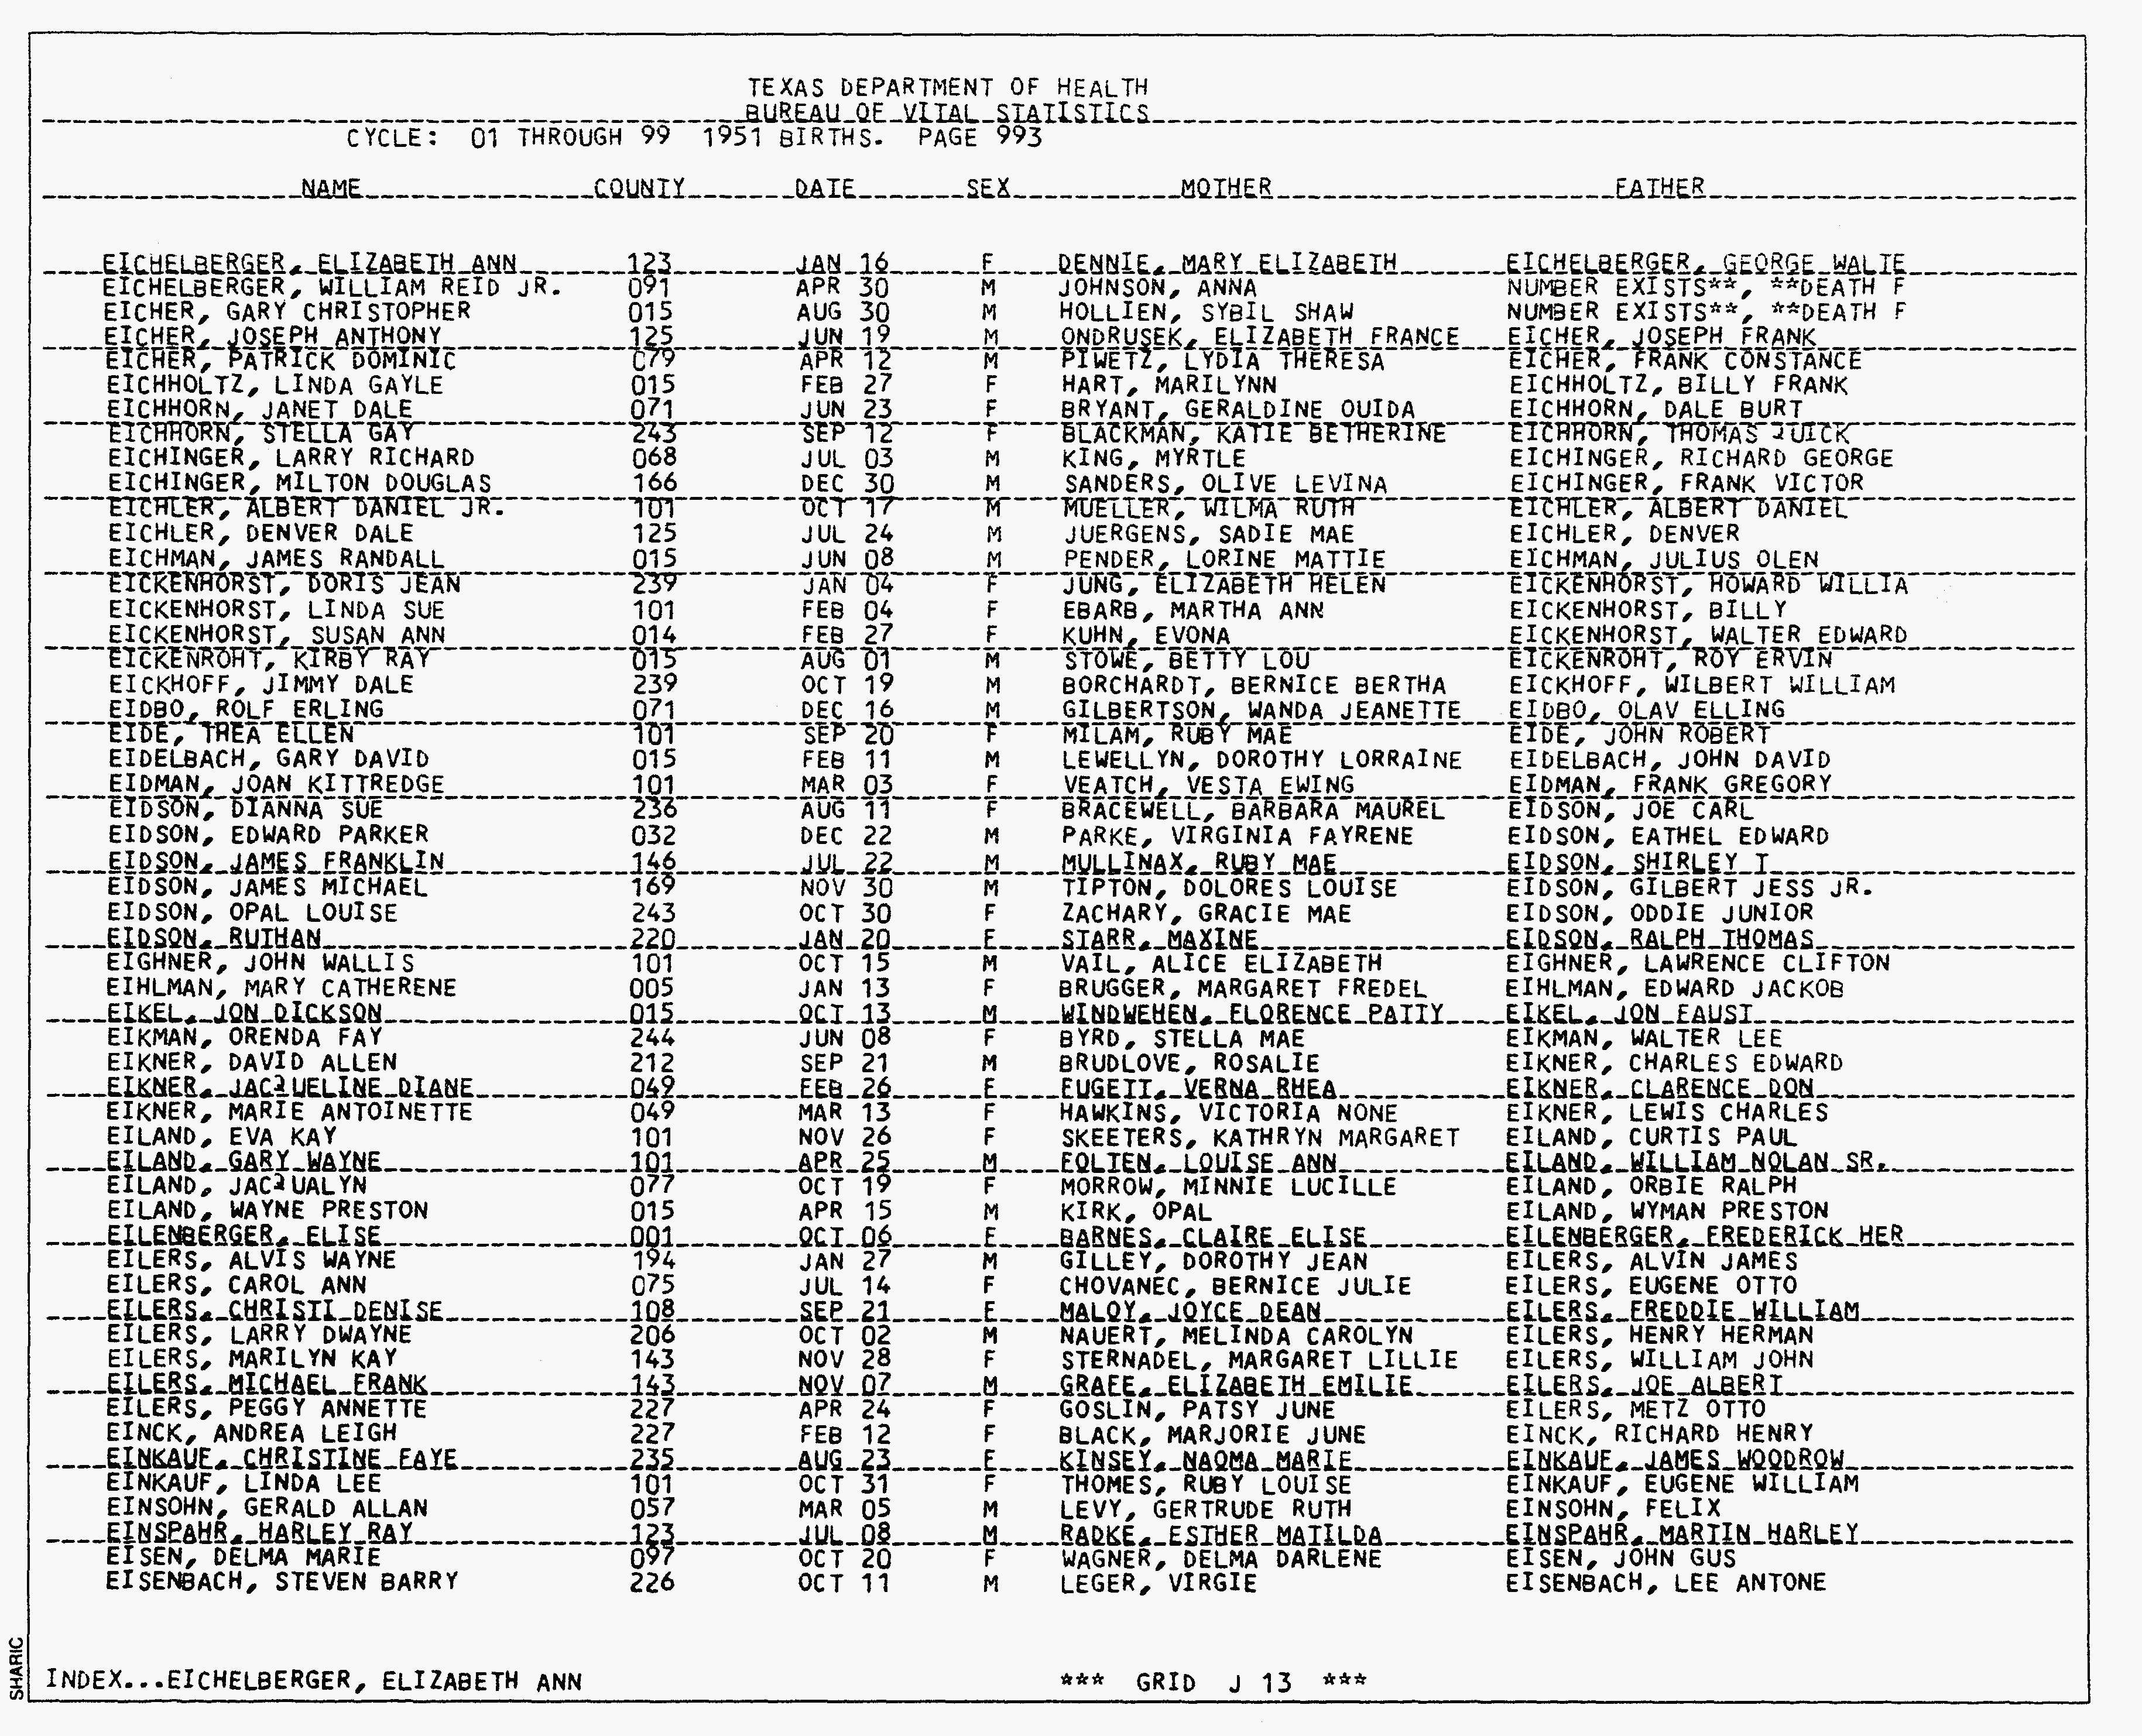 TEXAS DEPARTMENT OF HEALTH
BUREAU OF VITAL STATISTICS
CYCLE: 01 THROUGH 99 1951 BIRTHS. PAGE 993
NAME COUNTY DATE SEX MOTHER FATHER
EICHELBERGER, ELIZABETH ANN 123 JAN 16 F DENNIE, MARY ELIZABETH EICHELBERGER, GEORGE WALTE
EICHELBERGER, WILLIAM REID JR. 091 APR 30 M JOHNSON, ANNA NUMBER EXISTS**, **DEATH F
EICHER, GARY CHRISTOPHER 015 AUG 30 M HOLLIEN, SYBIL SHAW NUMBER EXISTS**, **DEATH F
EICHER, JOSEPH ANTHONY 125 JUN 19 M ONDRUSEK, ELIZABETH FRANCE EICHER, JOSEPH FRANK
EICHER, PATRICK DOMINIC C79 APR 12 M PIWETZ, LYDIA THERESA EICHER, FRANK CONSTANCE
EICHHOLTZ, LINDA GAYLE 015 FEB 27 F HART, MARILYNN EICHHOLTZ, BILLY FRANK
EICHHORN, JANET DALE 071 JUN 23 F BRYANT, GERALDINE OUIDA EICHHORN, DALE BURT
EICHHORN, STELLA GAY 243 SEP 12 F BLACKMAN, KATIE BETHERINE EICHHORN, THOMAS QUICK
EICHINGER, LARRY RICHARD 068 JUL 03 M KING, MYRTLE EICHINGER, RICHARD GEORGE
EICHINGER, MILTON DOUGLAS 166 DEC 30 M SANDERS, OLIVE LEVINA EICHINGER, FRANK VICTOR
EICHLER, ALBERT DANIEL JR. 101 OCT 17 M MUELLER, WILMA RUTH EICHLER, ALBERT DANIEL
EICHLER, DENVER DALE 125 JUL 24 M JUERGENS, SADIE MAE EICHLER, DENVER
EICHMAN, JAMES RANDALL 015 JUN 08 M PENDER, LORINE MATTIE EICHMAN, JULIUS OLEN
EICKENHORST, DORIS JEAN 239 JAN 04 F JUNG, ELIZABETH HELEN EICKENHORST, HOWARD WILLIA
EICKENHORST, LINDA SUE 101 FEB 04 F EBARB, MARTHA ANN EICKENHORST, BILLY
EICKENHORST, SUSAN ANN 014 FEB 27 F KUHN, EVONA EICKENHORST, WALTER EDWARD
EICKENROHT, KIRBY RAY 015 AUG 01 M STOWE, BETTY LOU EICKENROHT, ROY ERVIN
EICKHOFF, JIMMY DALE 239 OCT 19 M BORCHARDT, BERNICE BERTHA EICKHOFF, WILBERT WILLIAM
EIDBO, ROLF ERLING 071 DEC 16 M GILBERTSON, WANDA JEANETTE EIDBO, OLAV ELLING
EIDE, THEA ELLEN 101 SEP 20 F MILAM, RUBY MAE EIDE, JOHN ROBERT
EIDELBACH, GARY DAVID 015 FEB 11 M LEWELLYN, DOROTHY LORRAINE EIDELBACH, JOHN DAVID
EIDMAN, JOAN KITTREDGE 101 MAR 03 F VEATCH, VESTA EWING EIDMAN, FRANK GREGORY
EIDSON, DIANNA SUE 236 AUG 11 F BRACEWELL, BARBARA MAUREL EIDSON, JOE CARL
EIDSON, EDWARD PARKER 032 DEC 22 M PARKE, VIRGINIA FAYRENE EIDSON, EATHEL EDWARD
EIDSON, JAMES FRANKLIN 146 JUL 22 M MULLINAX, RUBY MAE EIDSON, SHIRLEY T
EIDSON, JAMES MICHAEL 169 NOV 30 M TIPTON, DOLORES LOUISE EIDSON, GILBERT JESS JR.
EIDSON, OPAL LOUISE 243 OCT 30 F ZACHARY, GRACIE MAE EIDSON, ODDIE JUNIOR
EIDSON, RUTHAN 220 JAN 20 F STARR, MAXINE EIDSON, RALPH THOMAS
EIGHNER, JOHN WALLIS 101 OCT 15 M VAIL, ALICE ELIZABETH EIGHNER, LAWRENCE CLIFTON
EIHLMAN, MARY CATHERENE 005 JAN 13 F BRUGGER, MARGARET FREDEL EIHLMAN, EDWARD JACKOB
EIKEL, JON DICKSON 015 OCT 13 M WINDWEHEN, FLORENCE PATTY EIKEL, JON FAUST
EIKMAN, ORENDA FAY 244 JUN 08 F BYRD, STELLA MAE EIKMAN, WALTER LEE
EIKNER, DAVID ALLEN 212 SEP 21 M BRUDLOVE, ROSALIE EIKNER, CHARLES EDWARD
EIKNER, JACQUELINE DIANE 049 FEB 26 F FUGETT, VERNA RHEA EIKNER, CLARENCE DON
EIKNER, MARIE ANTOINETTE 049 MAR 13 F HAWKINS, VICTORIA NONE EIKNER, LEWIS CHARLES
EILAND, EVA KAY 101 NOV 26 F SKEETERS, KATHRYN MARGARET EILAND, CURTIS PAUL
EILAND, GARY WAYNE 101 APR 25 M FOLTEN, LOUISE ANN EILAND, WILLIAM NOLAN SR.
EILAND, JACQUALYN 077 OCT 19 F MORROW, MINNIE LUCILLE EILAND, ORBIE RALPH
EILAND, WAYNE PRESTON 015 APR 15 M KIRK, OPAL EILAND, WYMAN PRESTON
EILENBERGER, ELISE 001 OCT 06 F BARNES, CLAIRE ELISE EILENBERGER, FREDERICK HER
EILERS, ALVIS WAYNE 194 JAN 27 M GILLEY, DOROTHY JEAN EILERS, ALVIN JAMES
EILERS, CAROL ANN 075 JUL 14 F CHOVANEC, BERNICE JULIE EILERS, EUGENE OTTO
EILERS, CHRISTI DENISE 108 SEP 21 F MALOY, JOYCE DEAN EILERS, FREDDIE WILLIAM
EILERS, LARRY DWAYNE 206 OCT 02 M NAUERT, MELINDA CAROLYN EILERS, HENRY HERMAN
EILERS, MARILYN KAY 143 NOV 28 F STERNADEL, MARGARET LILLIE EILERS, WILLIAM JOHN
EILERS, MICHAEL FRANK 143 NOV 07 M GRAFE, ELIZABETH EMILIE EILERS, JOE ALBERT
EILERS, PEGGY ANNETTE 227 APR 24 F GOSLIN, PATSY JUNE EILERS, METZ OTTO
EINCK, ANDREA LEIGH 227 FEB 12 F BLACK, MARJORIE JUNE EINCK, RICHARD HENRY
EINKAUF, CHRISTINE FAYE 235 AUG 23 F KINSEY, NAOMA MARIE EINKAUF, JAMES WOODROW
EINKAUF, LINDA LEE 101 OCT 31 F THOMES, RUBY LOUISE EINKAUF, EUGENE WILLIAM
EINSOHN, GERALD ALLAN 057 MAR 05 M LEVY, GERTRUDE RUTH EINSOHN, FELIX
EINSPAHR, HARLEY RAY 123 JUL 08 M RADKE, ESTHER MATILDA EINSPAHR, MARTIN HARLEY
EISEN, DELMA MARIE 097 OCT 20 F WAGNER, DELMA DARLENE EISEN, JOHN GUS
EISENBACH, STEVEN BARRY 226 OCT 11 M LEGER, VIRGIE EISENBACH, LEE ANTONE
SHARIC
INDEX...EICHELBERGER, ELIZABETH ANN *** GRID J 13 ***